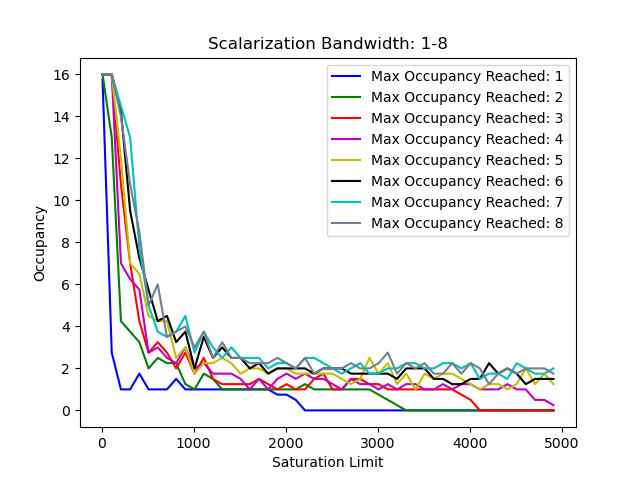 Scalarization Bandwidth: 1-8
Max Occupancy Reached: 1
Max Occupancy Reached: 2
Max Occupancy Reached: 3
Max Occupancy Reached: 4
Max Occupancy Reached: 5
Max Occupancy Reached: 6
Max Occupancy Reached: 7
Max Occupancy Reached: 8
Occupancy
16
14
12
10
8
6
4
2
0
0 1000 2000 3000 4000 5000
Saturation Limit